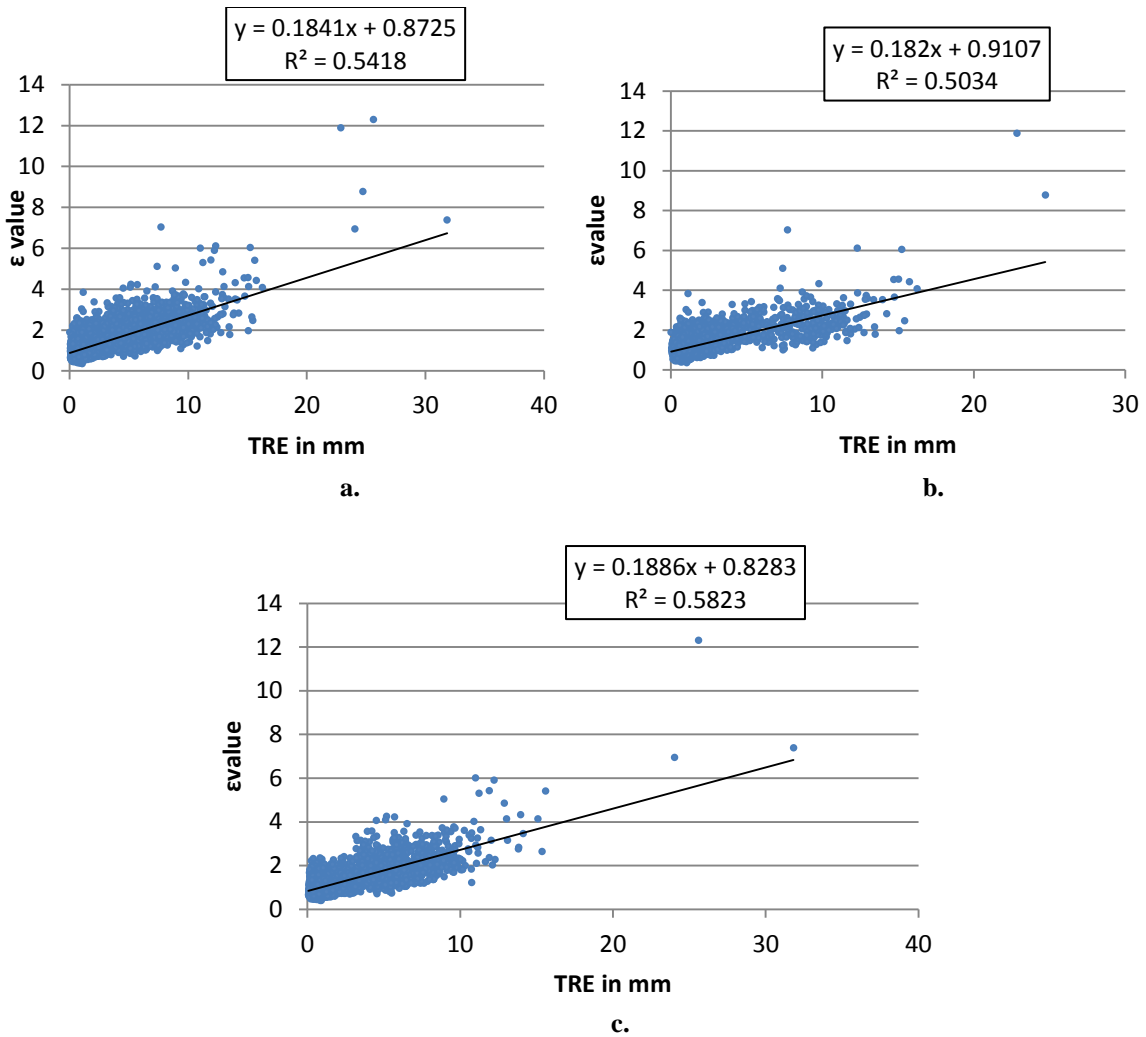 y = 0.1841x + 0.8725
R² = 0.5418
14
12
10
8
6
4
2
0
ε value
0 10 20 30 40
TRE in mm
a.
y = 0.182x + 0.9107
R² = 0.5034
14
12
10
8
6
4
2
0
εvalue
0 10 20 30
TRE in mm
b.
y = 0.1886x + 0.8283
R² = 0.5823
14
12
10
8
6
4
2
0
εvalue
0 10 20 30 40
TRE in mm
c.